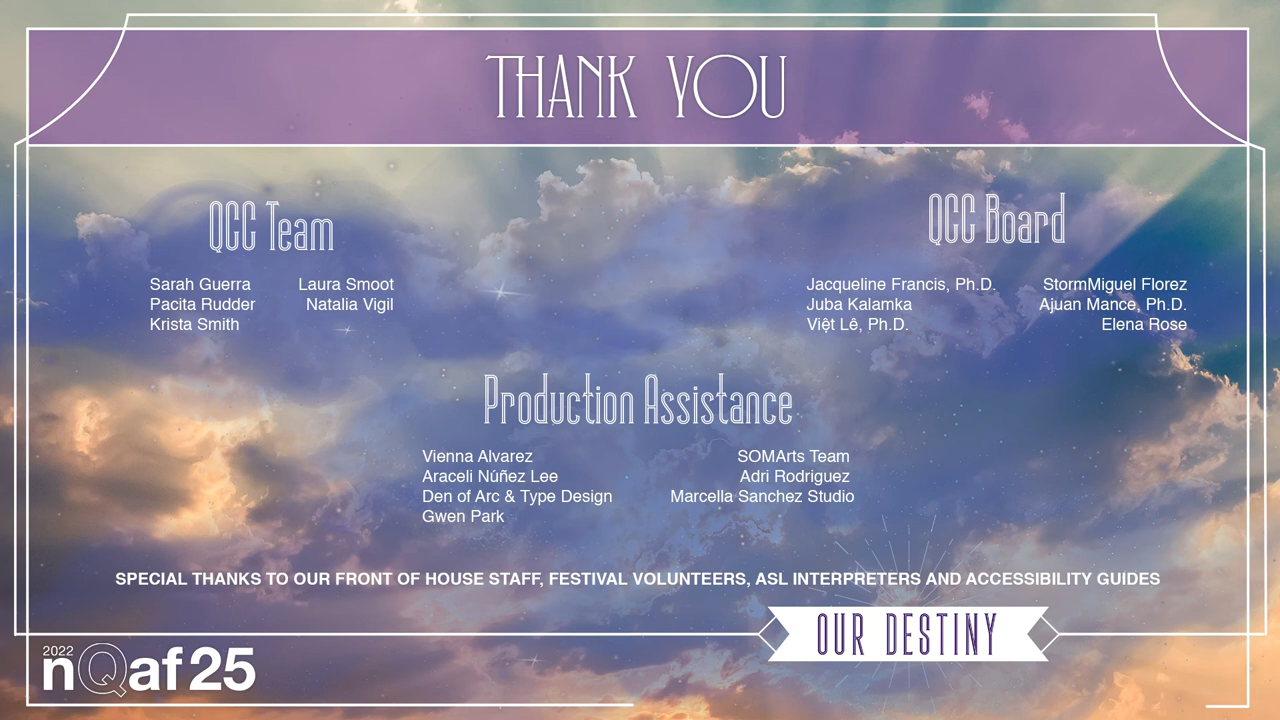 THANK YOU
QCC Team
Sarah Guerra
Pacita Rudder
Krista Smith
Laura Smoot
Natalia Vigil
QCC Board
Jacqueline Francis, Ph.D.
Juba Kalamka
Việt Lê, Ph.D.
StormMiguel Florez
Ajuan Mance, Ph.D.
Elena Rose
Production Assistance
Vienna Alvarez
Araceli Núñez Lee
Den of Arc & Type Design
Gwen Park
SOMArts Team
Adri Rodriguez
Marcella Sanchez Studio
SPECIAL THANKS TO OUR FRONT OF HOUSE STAFF, FESTIVAL VOLUNTEERS, ASL INTERPRETERS AND ACCESSIBILITY GUIDES
OUR DESTINY
2022
nQaf 25